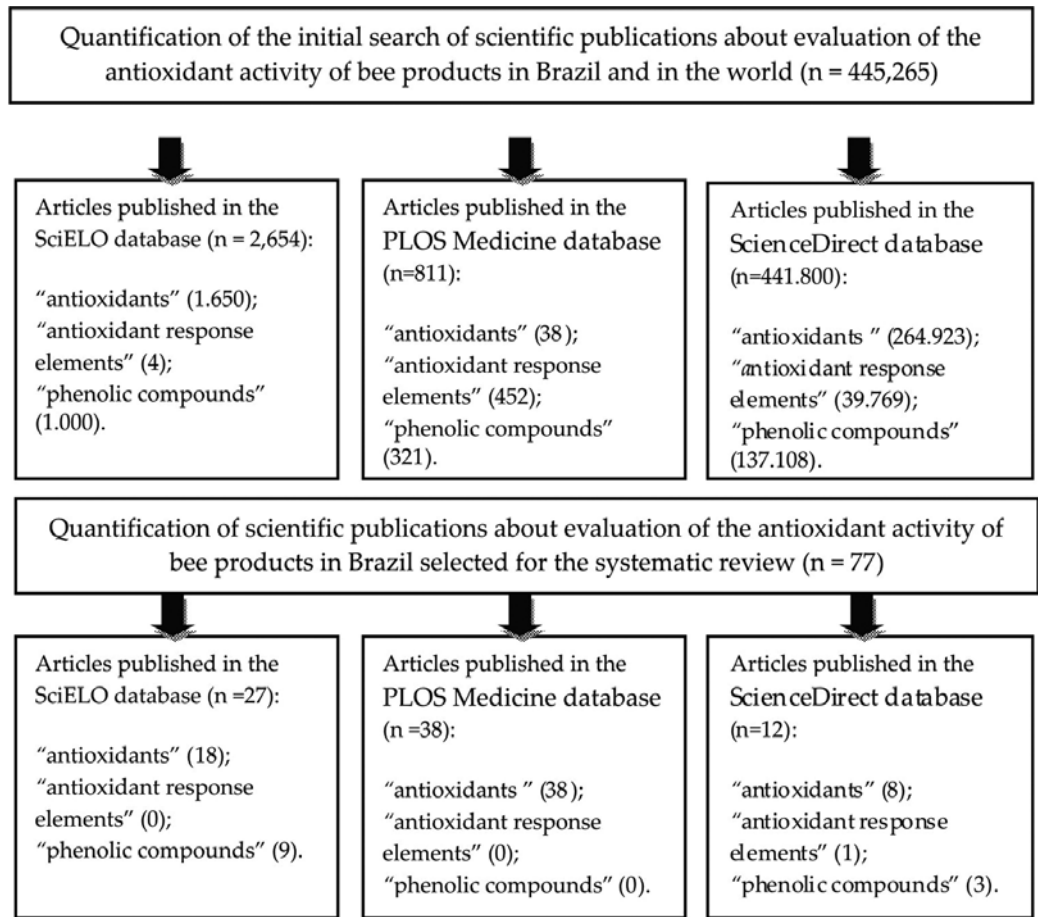 Quantification of the initial search of scientific publications about evaluation of the
antioxidant activity of bee products in Brazil and in the world (n = 445,265)
Articles published in the
SciELO database (n = 2,654):
“antioxidants” (1.650);
“antioxidant response
elements” (4);
“phenolic compounds”
(1.000).
Articles published in the
PLOS Medicine database
(n=811):
“antioxidants” (38);
“antioxidant response
elements” (452);
“phenolic compounds”
(321).
Articles published in the
ScienceDirect database
(n=441.800):
“antioxidants ” (264.923);
“antioxidant response
elements” (39.769);
“phenolic compounds”
(137.108).
Quantification of scientific publications about evaluation of the antioxidant activity of
bee products in Brazil selected for the systematic review (n = 77)
Articles published in the
SciELO database (n =27):
“antioxidants” (18);
“antioxidant response
elements” (0);
“phenolic compounds” (9).
Articles published in the
PLOS Medicine database
(n =38):
“antioxidants ” (38);
“antioxidant response
elements” (0);
“phenolic compounds” (0).
Articles published in the
ScienceDirect database
(n=12):
“antioxidants” (8);
“antioxidant response
elements” (1);
“phenolic compounds” (3).